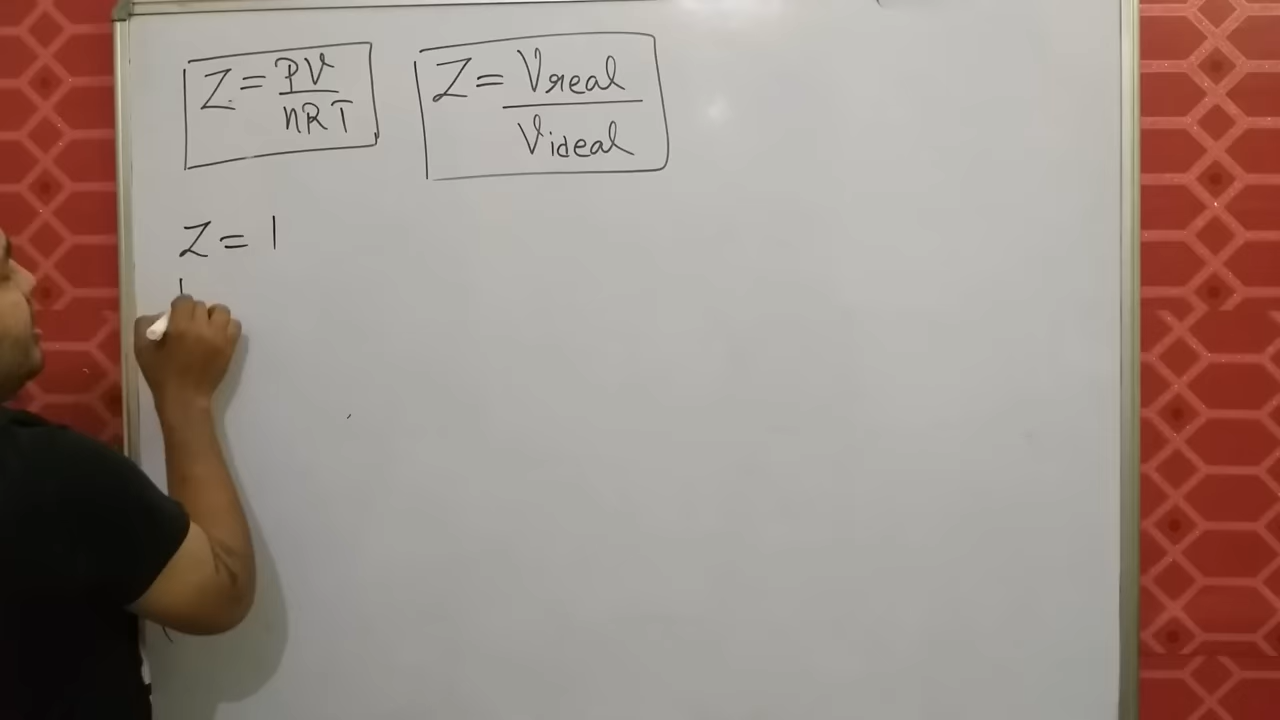 Z = PV / nRT
Z = Vreal / Videal
Z = 1